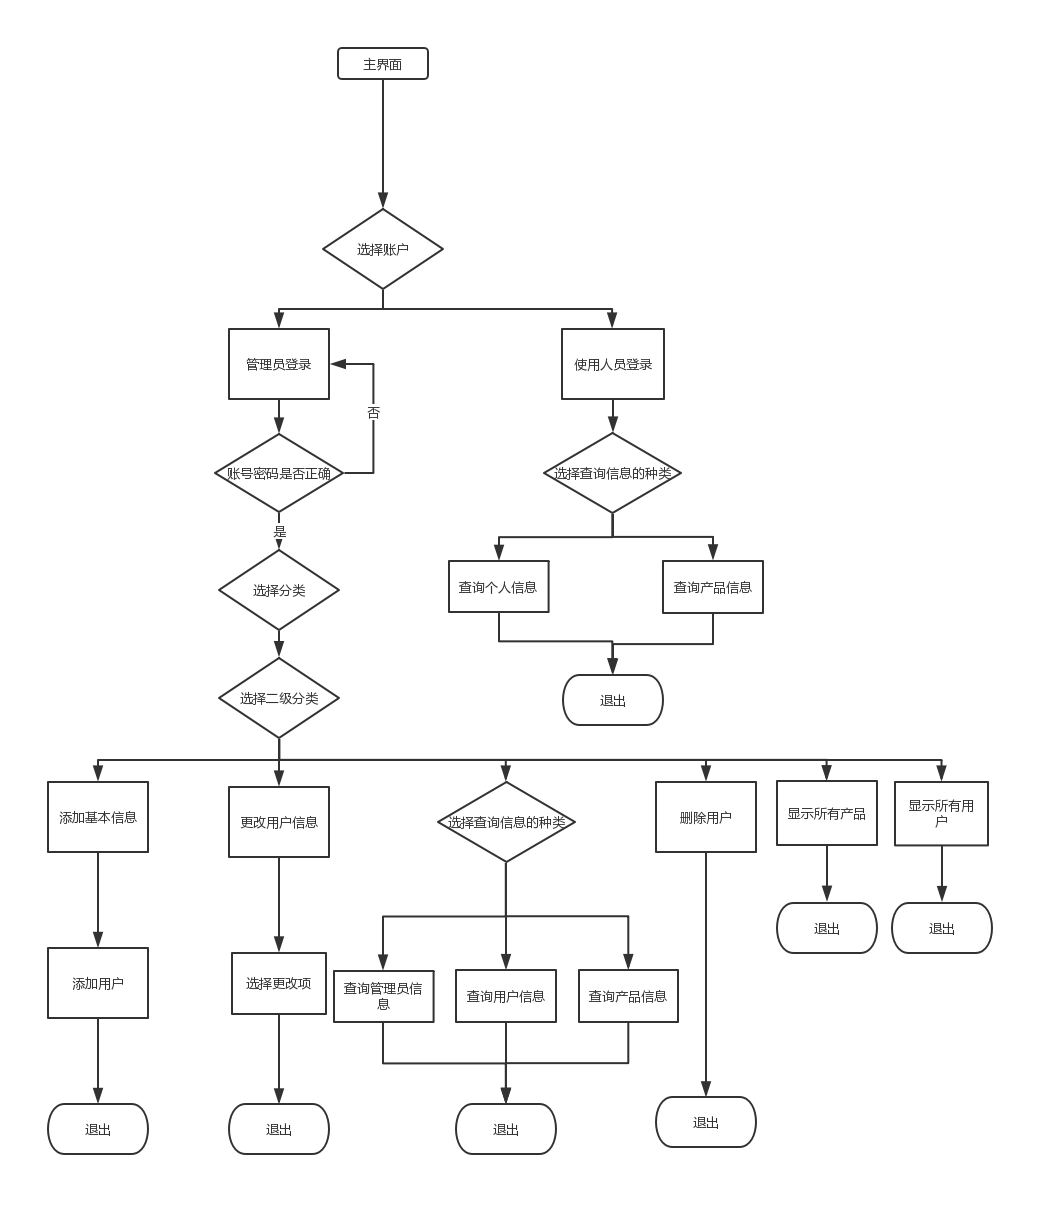 主界面
选择账户
管理员登录
使用人员登录
否
账号密码是否正确
选择查询信息的种类
是
选择分类
查询个人信息
查询产品信息
选择二级分类
退出
添加基本信息
更改用户信息
选择查询信息的种类
删除用户
显示所有产品
显示所有用
户
退出
退出
添加用户
选择更改项
查询管理员信
息
查询用户信息
查询产品信息
退出
退出
退出
退出